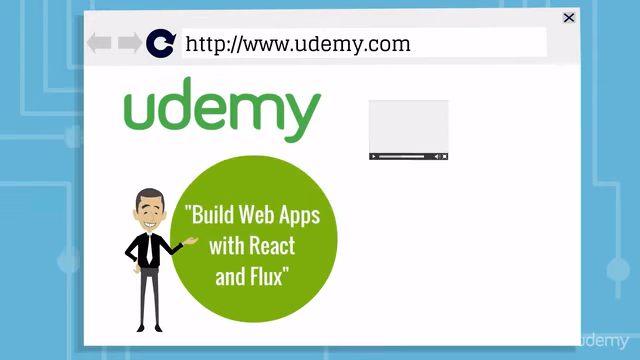 http://www.udemy.com
udemy
"Build Web Apps
with React
and Flux"
udemy